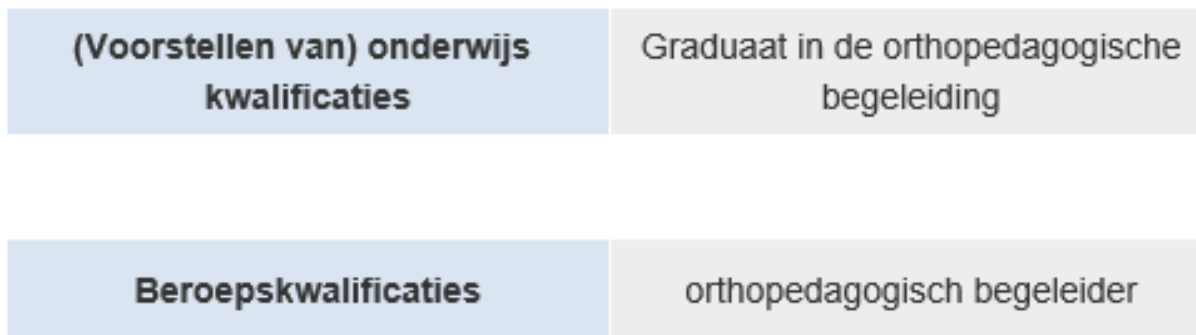 (Voorstellen van) onderwijs
kwalificaties
Graduaat in de orthopedagogische
begeleiding
Beroepskwalificaties
orthopedagogisch begeleider